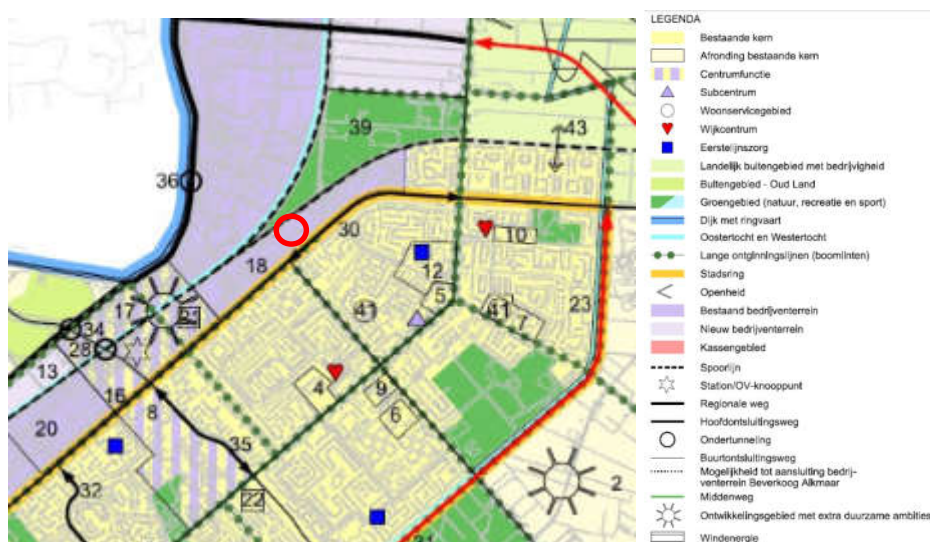 39
43
36
30
10
18
12
17
5
41
41
7
23
34
28
13
4
9
16
8
6
20
35
2
32
22
LEGENDA
Bestaande kern
Afronding bestaande kern
Centrumfunctie
Subcentrum
Woonservicegebied
Wijkcentrum
Eerstelijnszorg
Landelijk buitengebied met bedrijvigheid
Buitengebied - Oud Land
Groengebied (natuur, recreatie en sport)
Dijk met ringvaart
Oostertocht en Westertocht
Lange ontginningslijnen (boomlinten)
Stadsring
Openheid
Bestaand bedrijventerrein
Nieuw bedrijventerrein
Kassengebied
Spoorlijn
Station/OV-knooppunt
Regionale weg
Hoofdontsluitingsweg
Ondertunneling
Buurtontsluitingsweg
Mogelijkheid tot aansluiting bedrij-
venterrein Beverkoog Alkmaar
Middenweg
Ontwikkelingsgebied met extra duurzame ambities
Windenergie